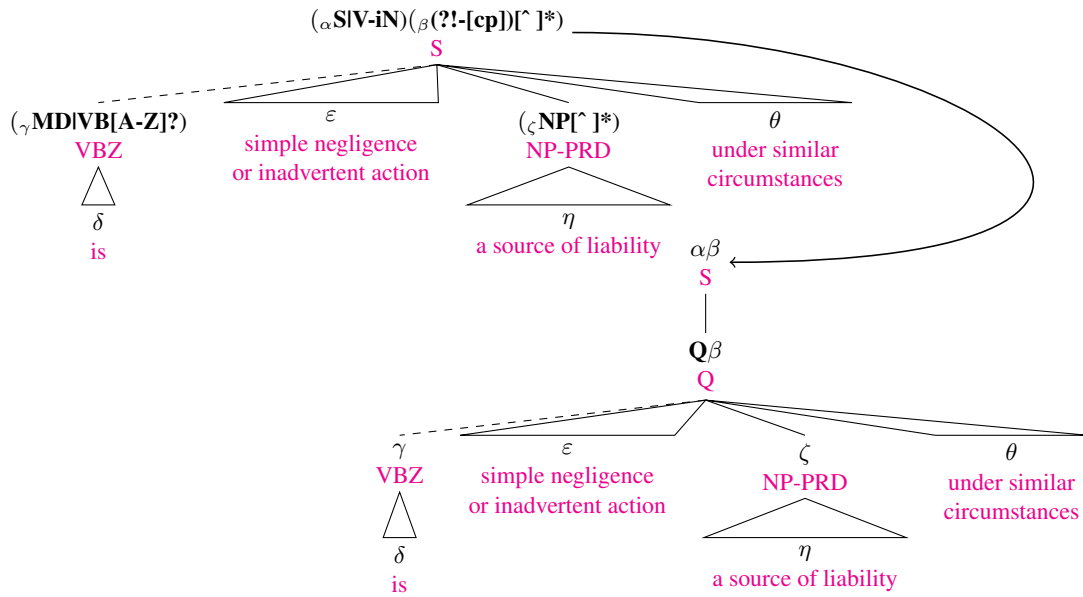 (αS|V-iN)(β(?!-[cp])[^ ]*)
S
(γMD|VB[A-Z]?)
ε
(ζNP[^ ]*)
θ
VBZ
simple negligence
or inadvertent action
NP-PRD
under similar
circumstances
δ
is
η
a source of liability
αβ
S
Qβ
Q
γ
ε
ζ
θ
VBZ
simple negligence
or inadvertent action
NP-PRD
under similar
circumstances
δ
is
η
a source of liability